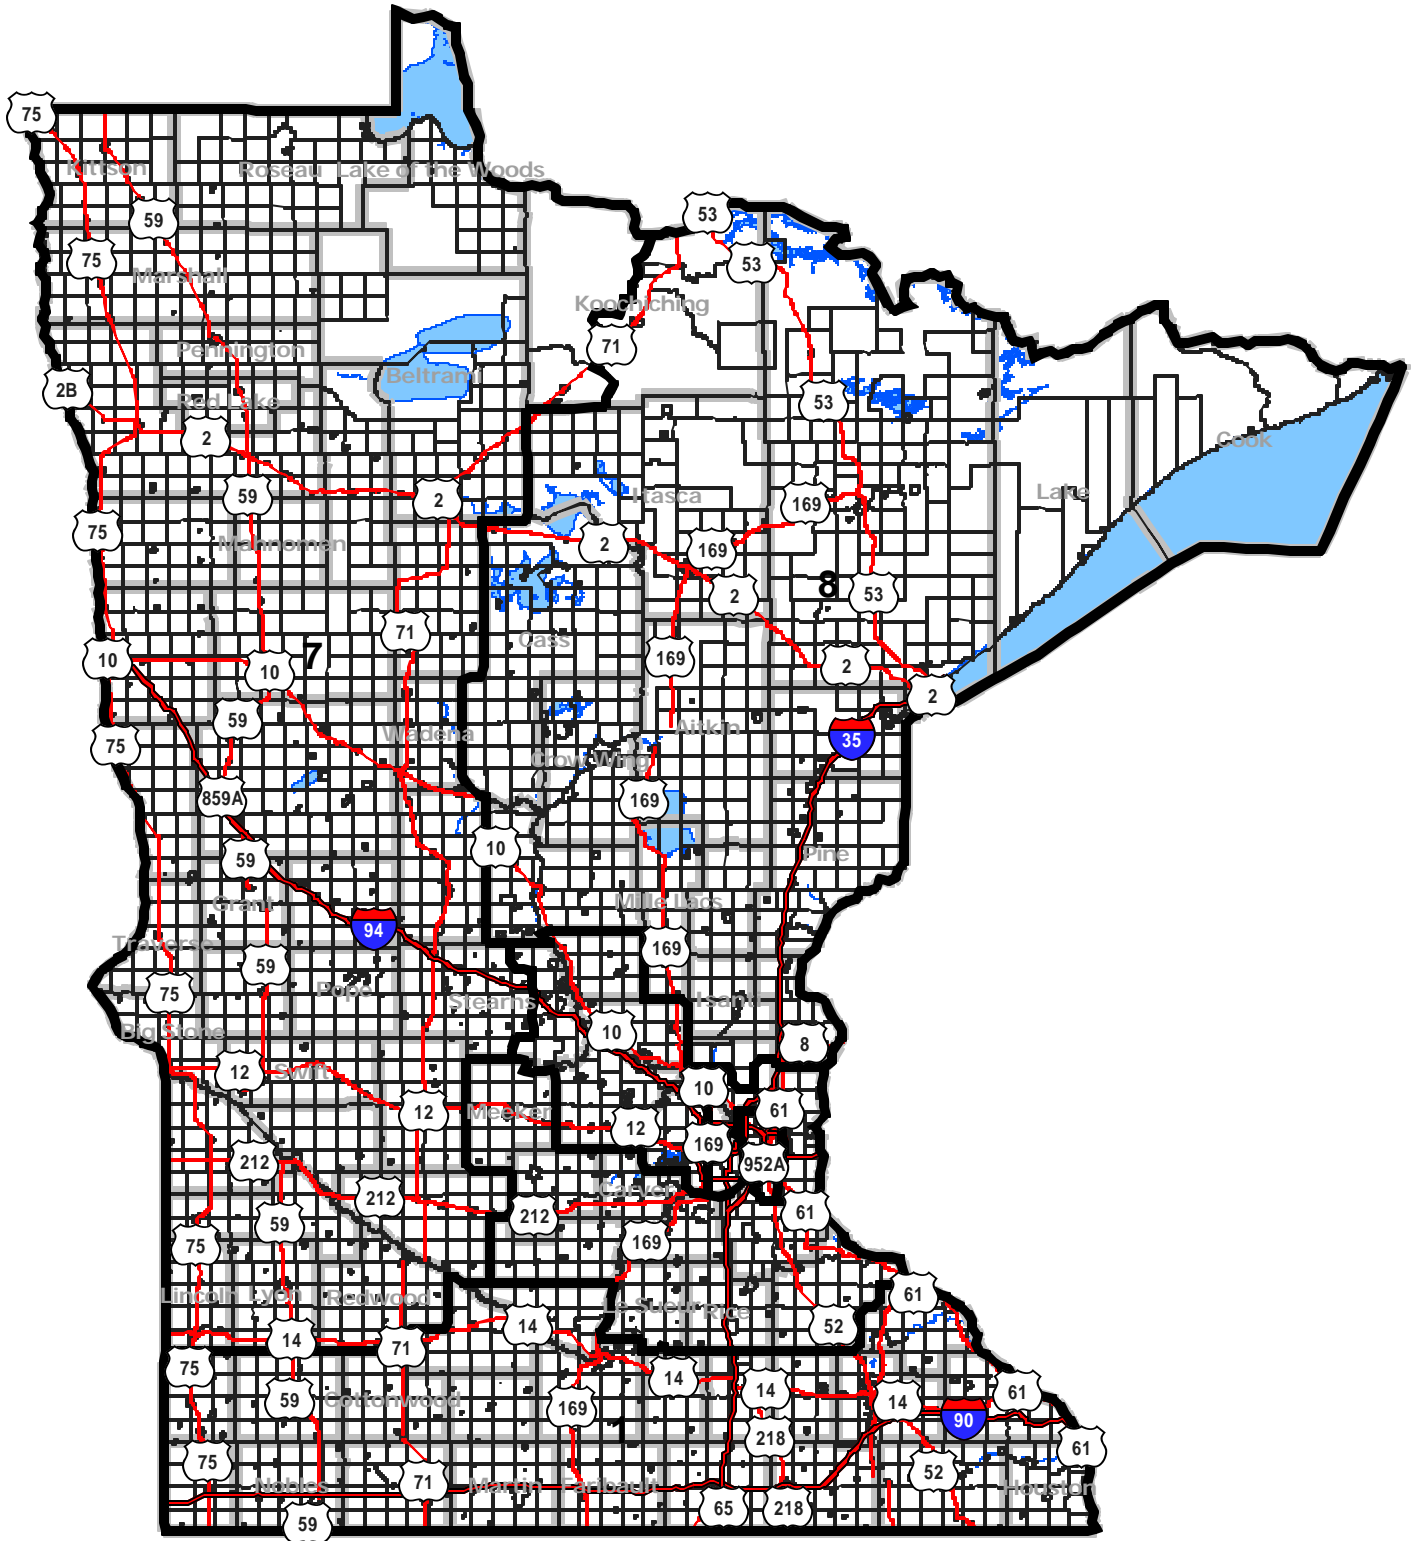 75
Kittson
Roseau
Lake of the Woods
59
53
75
53
Marshall
Koochiching
71
Pennington
Beltrami
2B
Red Lake
53
Cook
2
59
2
Itasca
169
Lake
75
Mahnomen
2
169
8
2
53
71
Cass
10
10
7
169
2
2
59
75
Wadena
Aitkin
35
Crow Wing
859A
169
59
10
Pine
Grant
Mille Lacs
94
Traverse
169
59
75
Pope
Stearns
Isanti
Big Stone
10
8
12
Swift
10
12
Meeker
61
12
169
952A
212
212
Carver
212
59
61
75
169
Lincoln
Lyon
Redwood
Le Sueur
Rice
61
14
14
71
52
75
14
14
59
Cottonwood
169
14
61
90
218
61
75
71
52
Nobles
Martin
Faribault
Houston
65
218
59